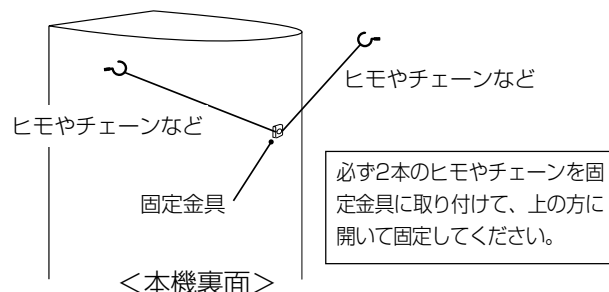 ヒモやチェーンなど
ヒモやチェーンなど
固定金具
必ず2本のヒモやチェーンを固
定金具に取り付けて、上の方に
開いて固定してください。
＜本機裏面＞